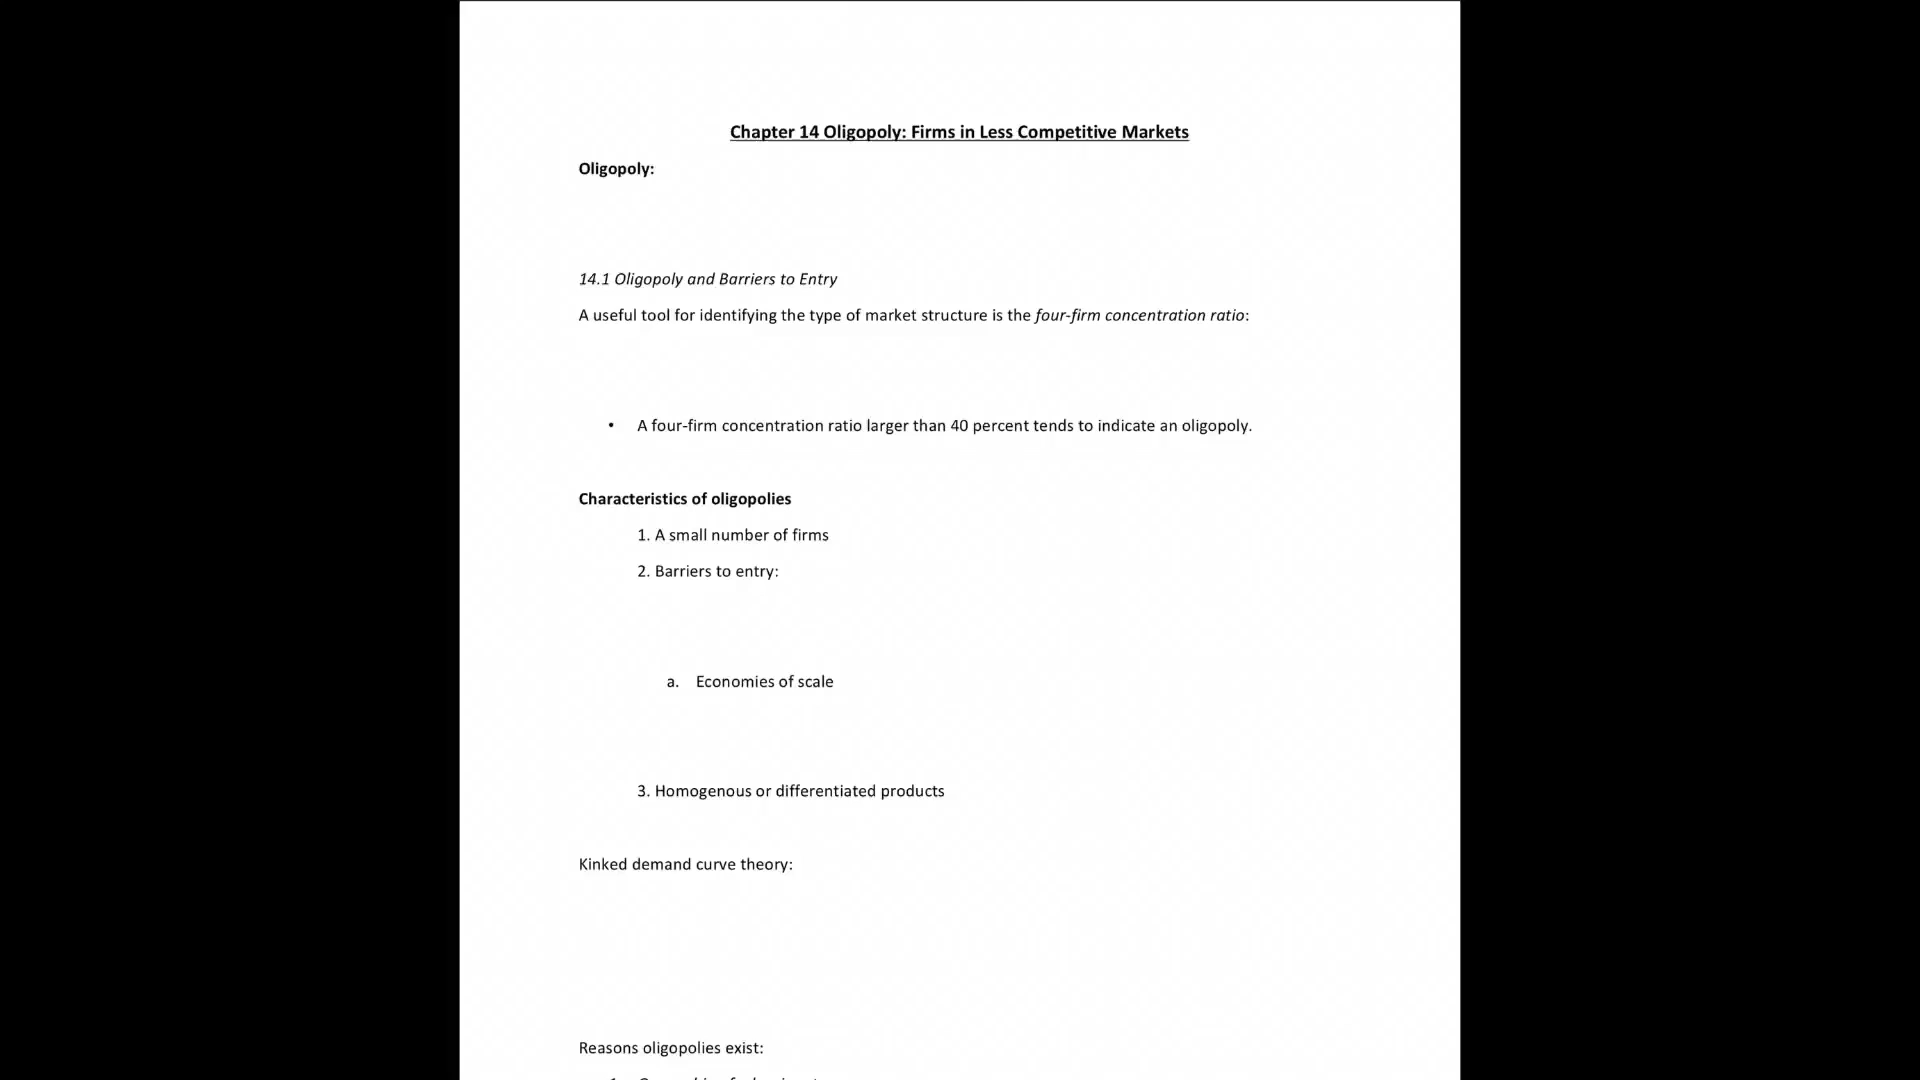 Chapter 14 Oligopoly: Firms in Less Competitive Markets
Oligopoly:
14.1 Oligopoly and Barriers to Entry
A useful tool for identifying the type of market structure is the four-firm concentration ratio:
• A four-firm concentration ratio larger than 40 percent tends to indicate an oligopoly.
Characteristics of oligopolies
1. A small number of firms
2. Barriers to entry:
a. Economies of scale
3. Homogenous or differentiated products
Kinked demand curve theory:
Reasons oligopolies exist: